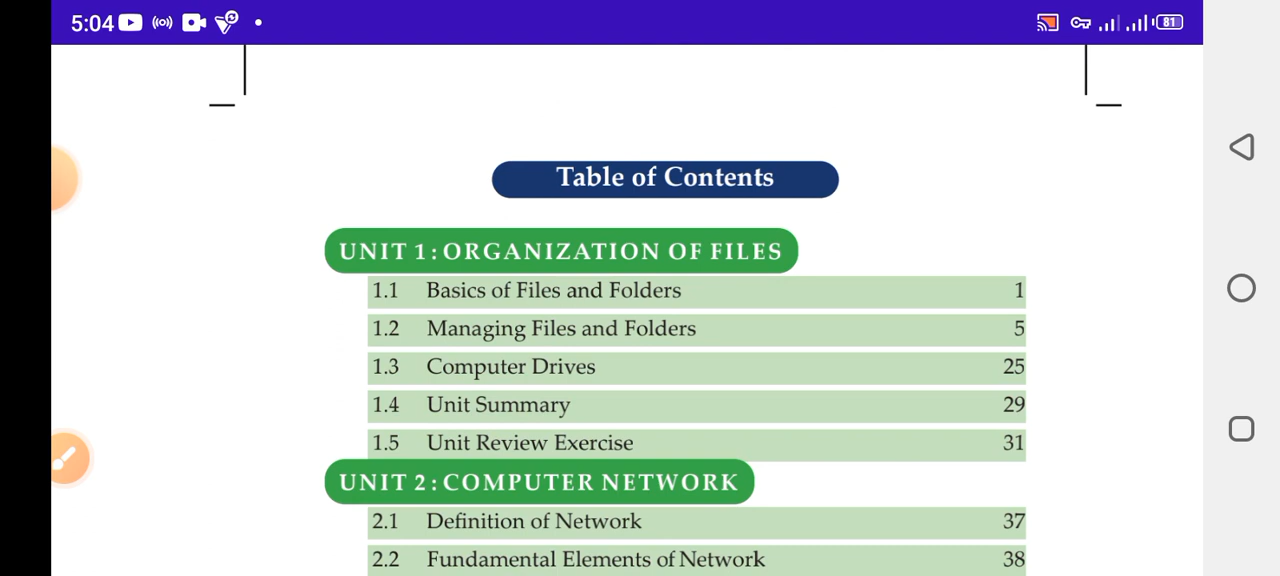 5:04
81
Table of Contents
UNIT 1: ORGANIZATION OF FILES
1.1 Basics of Files and Folders 1
1.2 Managing Files and Folders 5
1.3 Computer Drives 25
1.4 Unit Summary 29
1.5 Unit Review Exercise 31
UNIT 2: COMPUTER NETWORK
2.1 Definition of Network 37
2.2 Fundamental Elements of Network 38